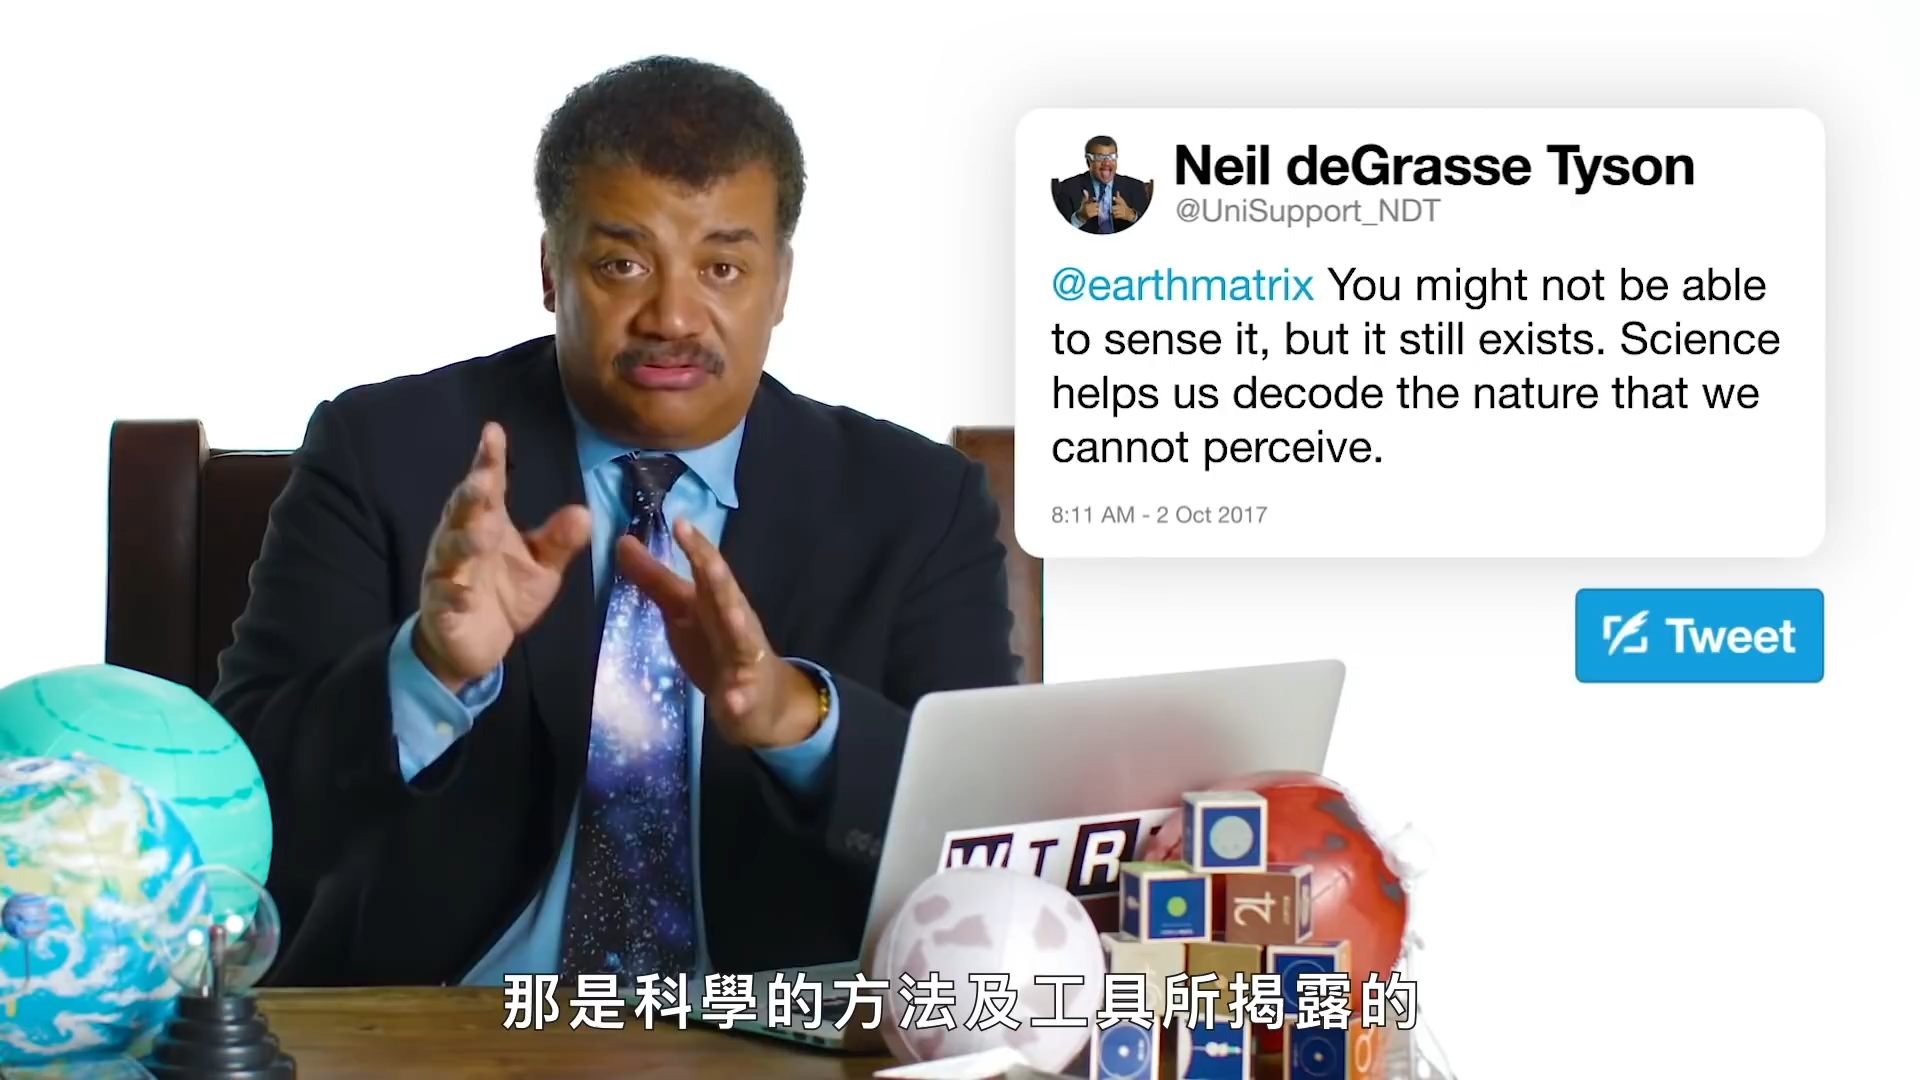 Neil deGrasse Tyson
@UniSupport_NDT
@earthmatrix You might not be able
to sense it, but it still exists. Science
helps us decode the nature that we
cannot perceive.
8:11 AM - 2 Oct 2017
Tweet
WIR
那是科學的方法及工具所揭露的